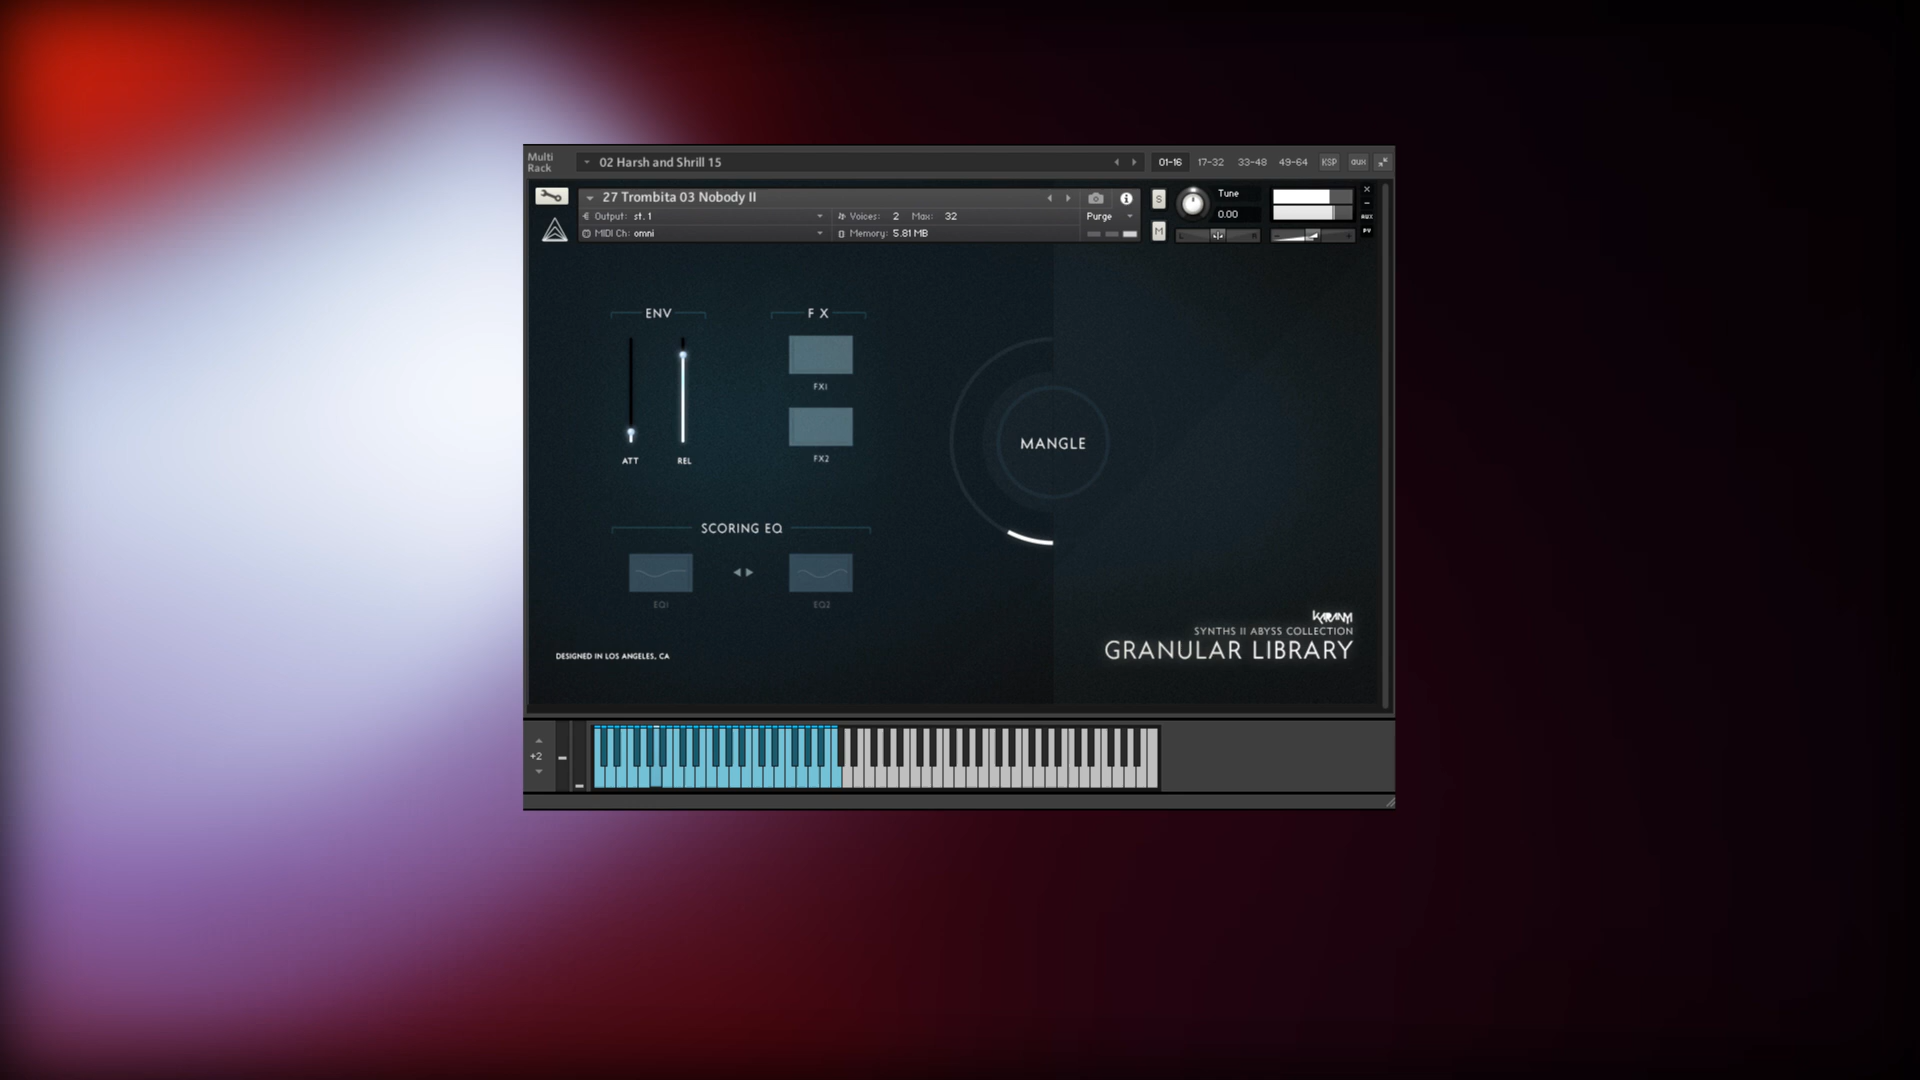 Multi
Rack
02 Harsh and Shrill 15
01-16 17-32 33-48 49-64 KSP aux
27 Trombita 03 Nobody II
Output: st. 1
Voices: 2 Max: 32
Purge
MIDI Ch: omni
Memory: 5.81 MB
S
M
Tune
0.00
L R
AUX
PV
ENV
F X
FX1
FX2
ATT REL
MANGLE
SCORING EQ
EQ1 EQ2
KARANYI
SYNTHS II ABYSS COLLECTION
GRANULAR LIBRARY
DESIGNED IN LOS ANGELES, CA
+2